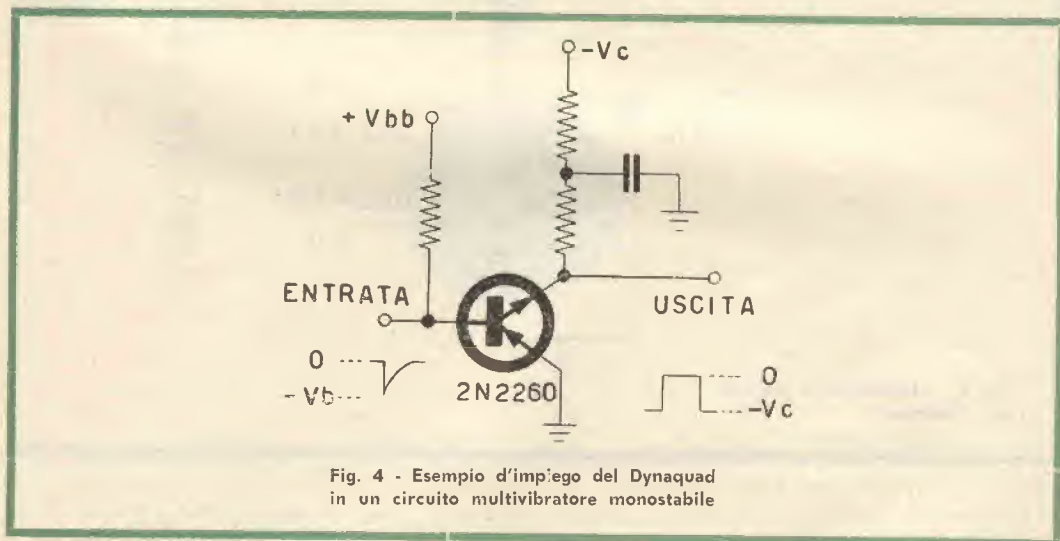 -Vc
+ Vbb
ENTRATA
USCITA
0
- Vb
2N2260
0
-Vc
Fig. 4 - Esempio d'impiego del Dynaquad
in un circuito multivibratore monostabile